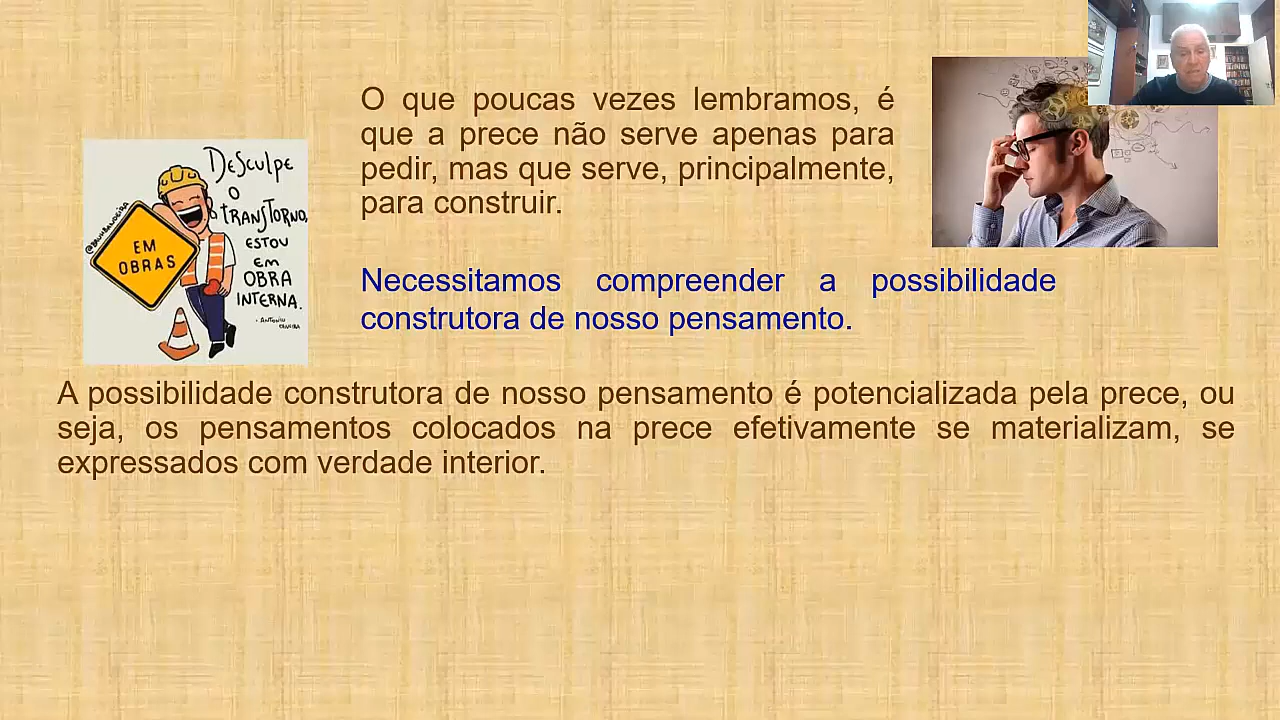 O que poucas vezes lembramos, é
que a prece não serve apenas para
pedir, mas que serve, principalmente,
para construir.
DESCULPE
O
TRANSTORNO,
ESTOU
EM
OBRA
INTERNA.
EM
OBRAS
Necessitamos compreender a possibilidade
construtora de nosso pensamento.
A possibilidade construtora de nosso pensamento é potencializada pela prece, ou
seja, os pensamentos colocados na prece efetivamente se materializam, se
expressados com verdade interior.